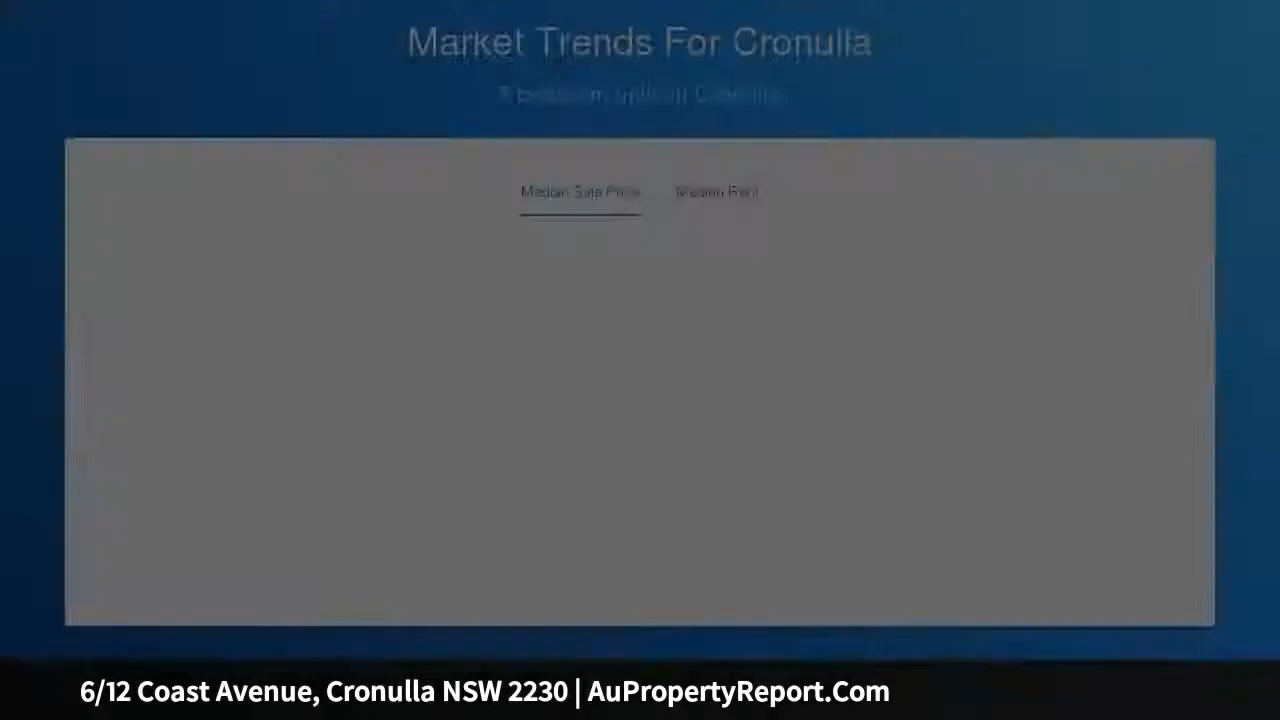 Market Trends For Cronulla
Median Sale Price
Median Rent
6/12 Coast Avenue, Cronulla NSW 2230 | AuPropertyReport.Com